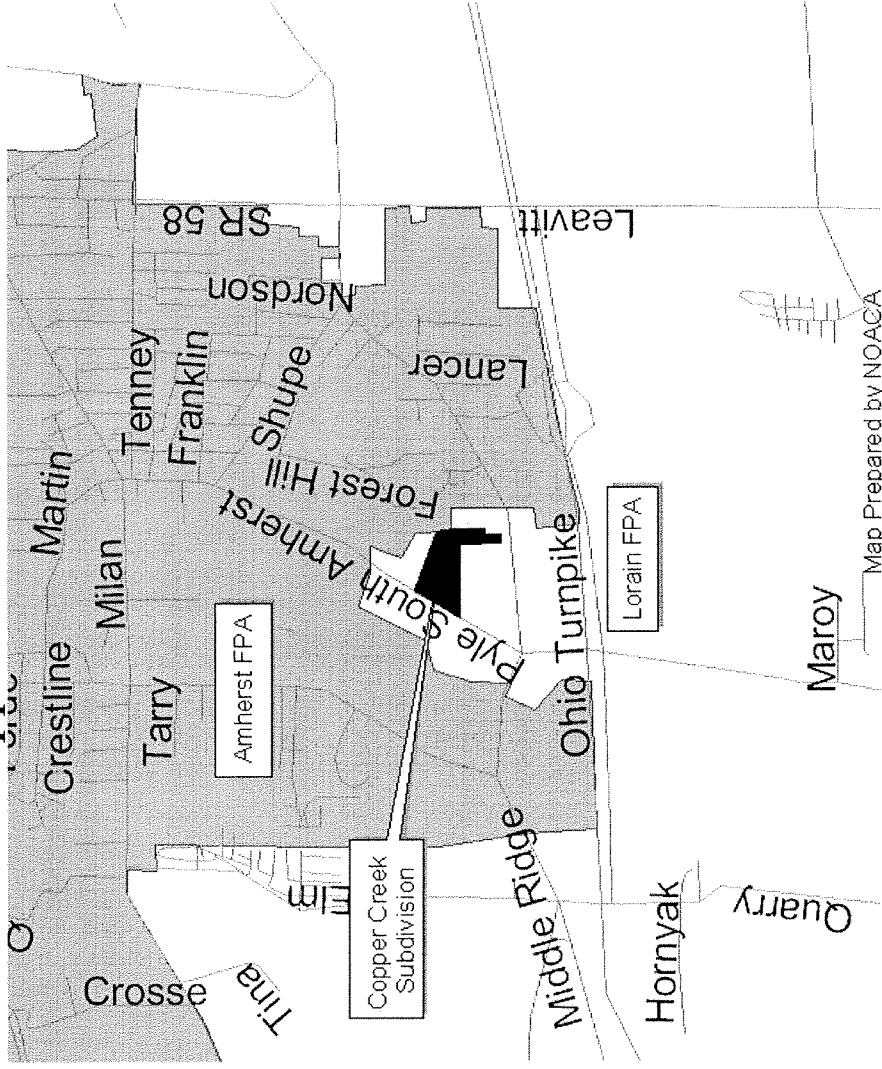 Martin
Crestline
Milan
Tenney
Franklin
SR 58
Nordson
Shupe
Tarry
Amherst FPA
Forest Hill
South Amherst
Lancer
Leavitt
Q
Crosse
Tina
Elm
Copper Creek
Subdivision
Pyle
Middle Ridge
Ohio Turnpike
Lorain FPA
Hornyak
Quarry
Maroy
Map Prepared by NOACA